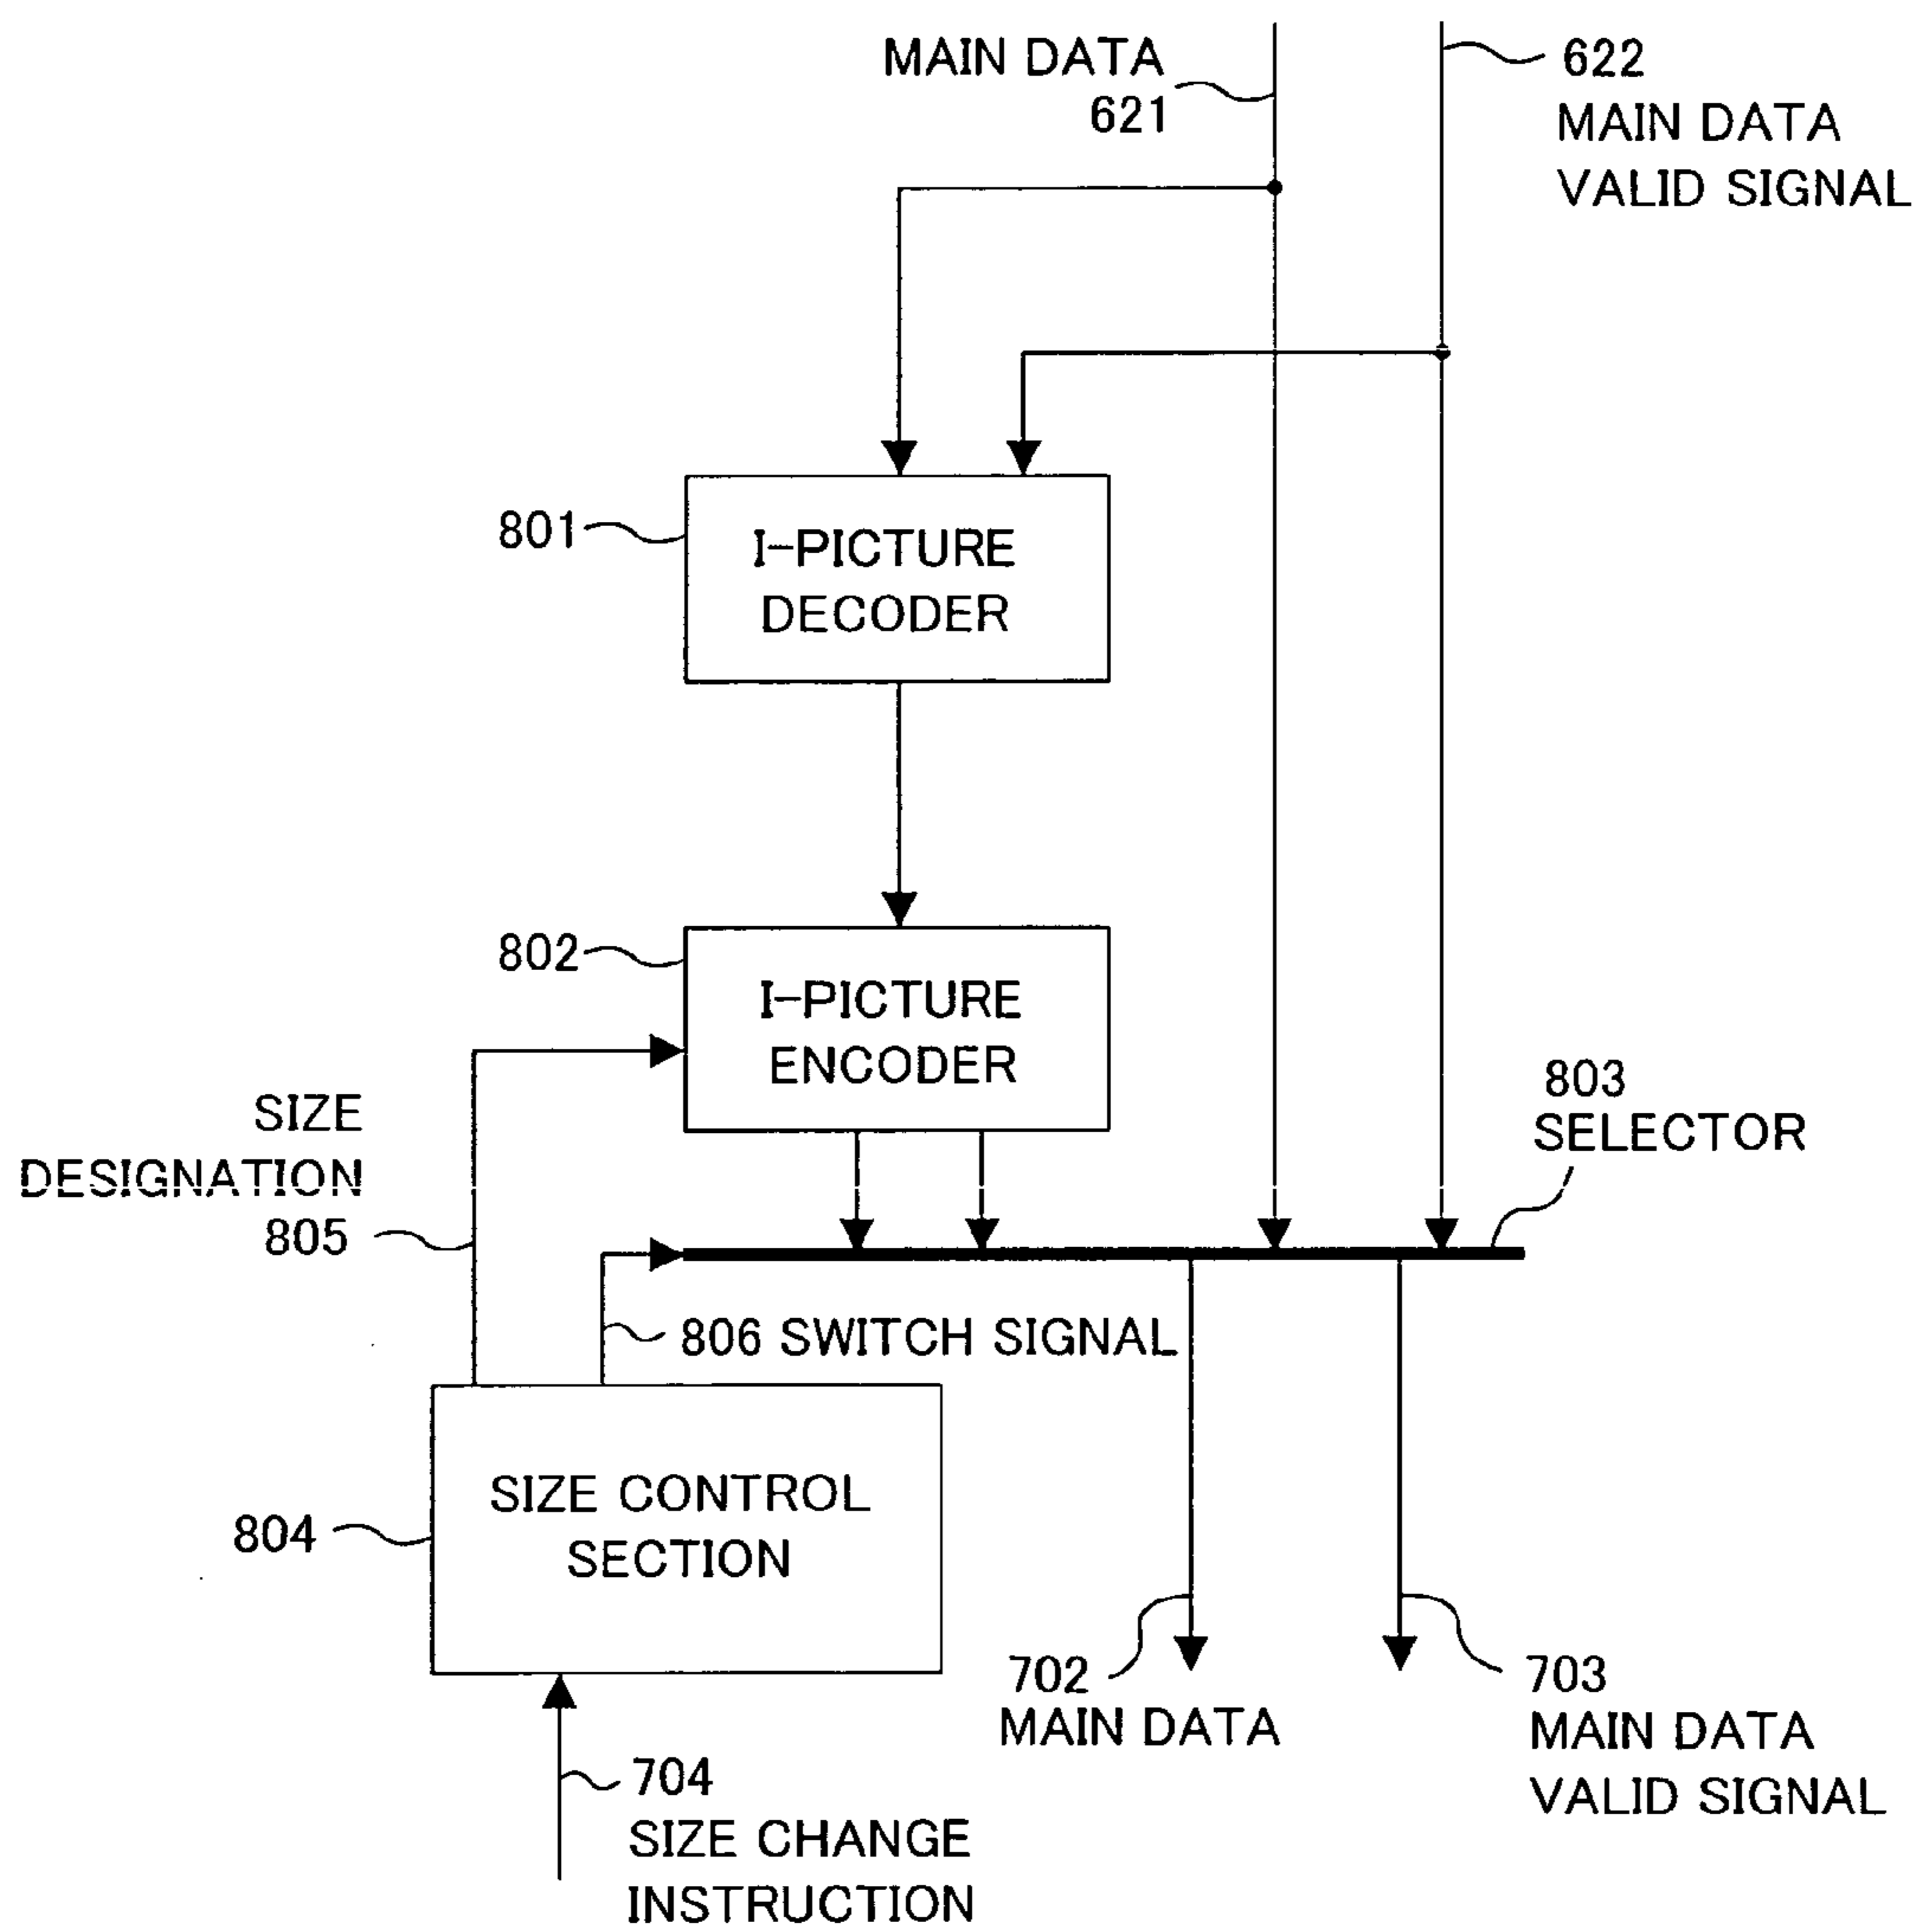 MAIN DATA
621
622
MAIN DATA
VALID SIGNAL
801
I-PICTURE
DECODER
802
I-PICTURE
ENCODER
SIZE
DESIGNATION
805
803
SELECTOR
806 SWITCH SIGNAL
804
SIZE CONTROL
SECTION
702
MAIN DATA
703
MAIN DATA
VALID SIGNAL
704
SIZE CHANGE
INSTRUCTION